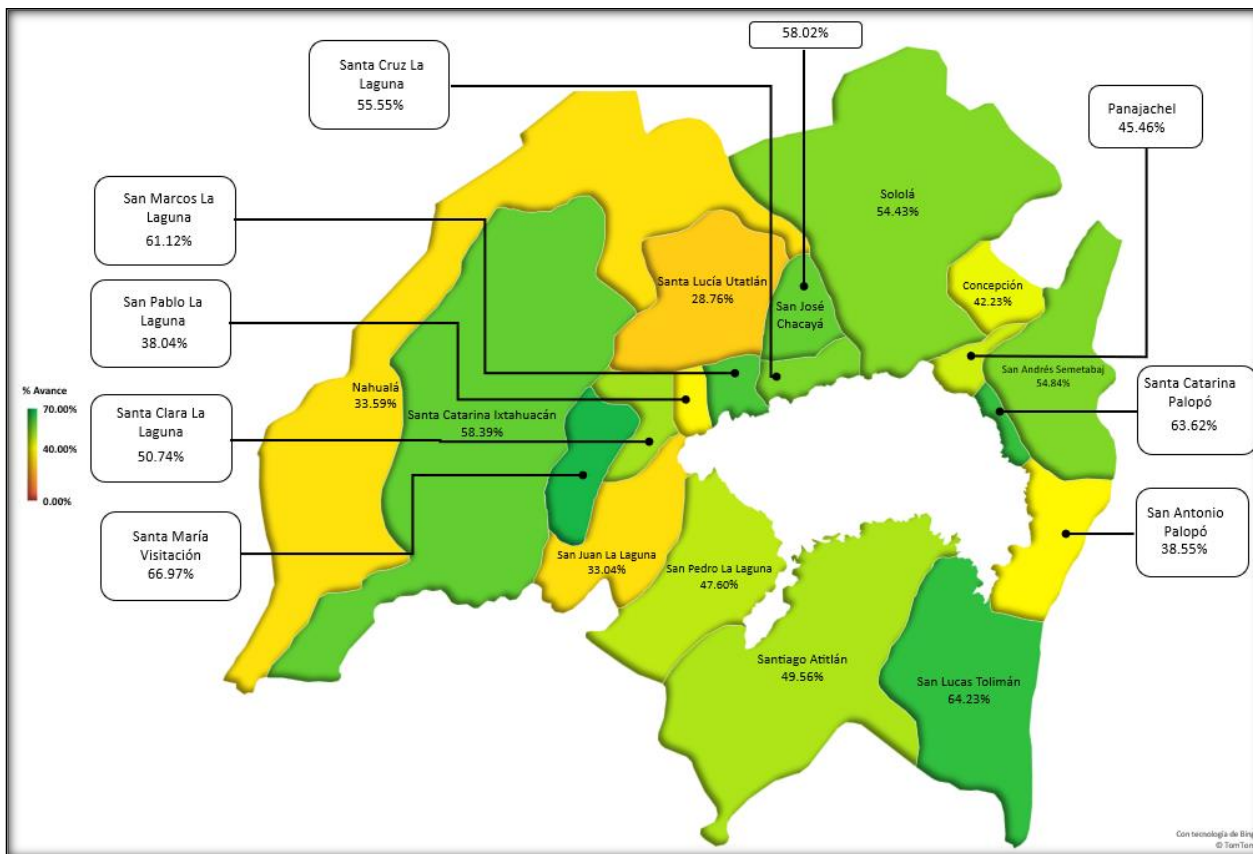 58.02%
Santa Cruz La
Laguna
55.55%
Panajachel
45.46%
San Marcos La
Laguna
61.12%
Sololá
54.43%
Santa Lucía Utatlán
28.76%
San José
Chacayá
Concepción
42.23%
San Pablo La
Laguna
38.04%
San Andrés Semetabaj
54.84%
% Avance
70.00%
40.00%
0.00%
Nahualá
33.59%
Santa Catarina Ixtahuacán
58.39%
Santa Catarina
Palopó
63.62%
Santa Clara La
Laguna
50.74%
San Antonio
Palopó
38.55%
Santa María
Visitación
66.97%
San Juan La Laguna
33.04%
San Pedro La Laguna
47.60%
Santiago Atitlán
49.56%
San Lucas Tolimán
64.23%
Con tecnología de Bing
© TomTom